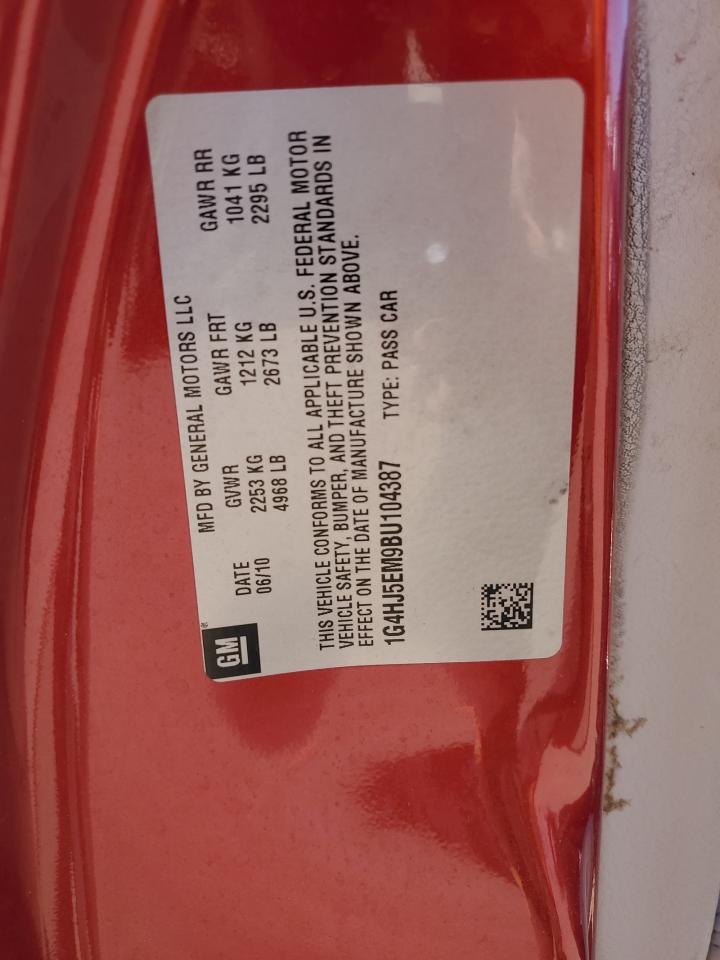 GM®
MFD BY GENERAL MOTORS LLC
DATE GVWR GAWR FRT GAWR RR
06/10 2253 KG 1212 KG 1041 KG
4968 LB 2673 LB 2295 LB
THIS VEHICLE CONFORMS TO ALL APPLICABLE U.S. FEDERAL MOTOR
VEHICLE SAFETY, BUMPER, AND THEFT PREVENTION STANDARDS IN
EFFECT ON THE DATE OF MANUFACTURE SHOWN ABOVE.
1G4HJ5EM9BU104387 TYPE: PASS CAR